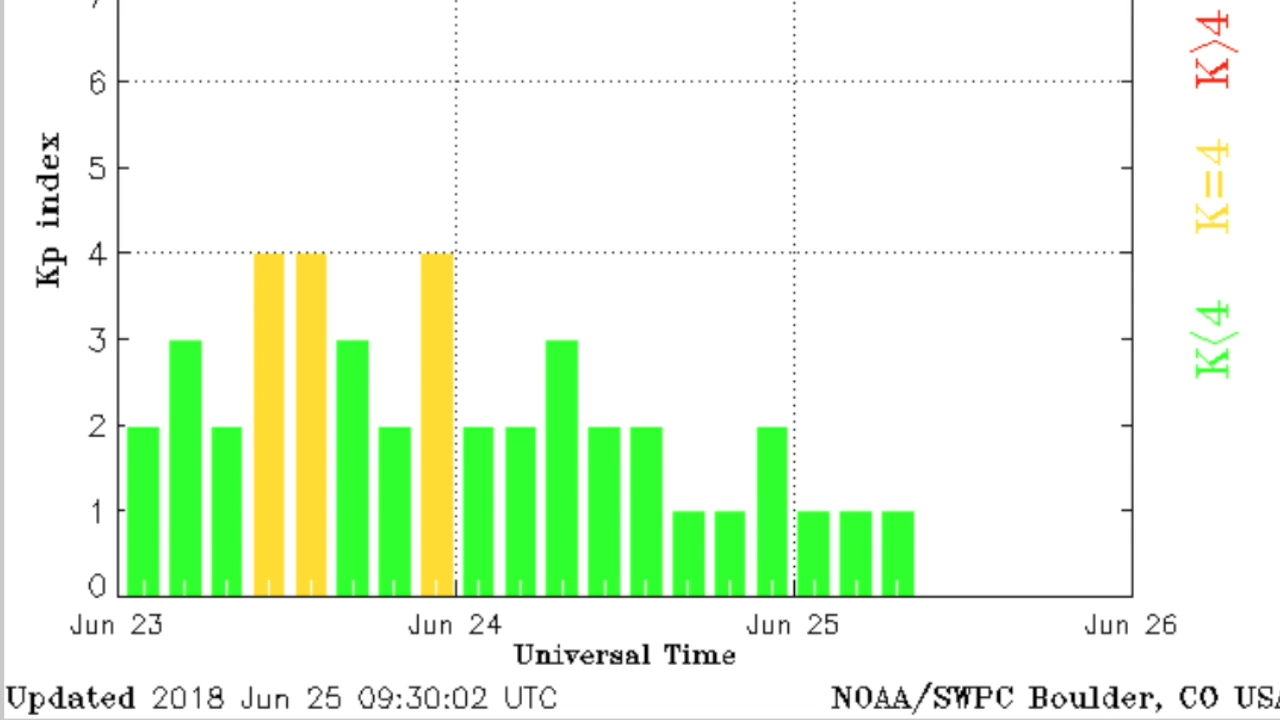 7
6
5
4
3
2
1
0
Kp index
K>4
K=4
K<4
Jun 23 Jun 24 Jun 25 Jun 26
Universal Time
Updated 2018 Jun 25 09:30:02 UTC NOAA/SWPC Boulder, CO USA